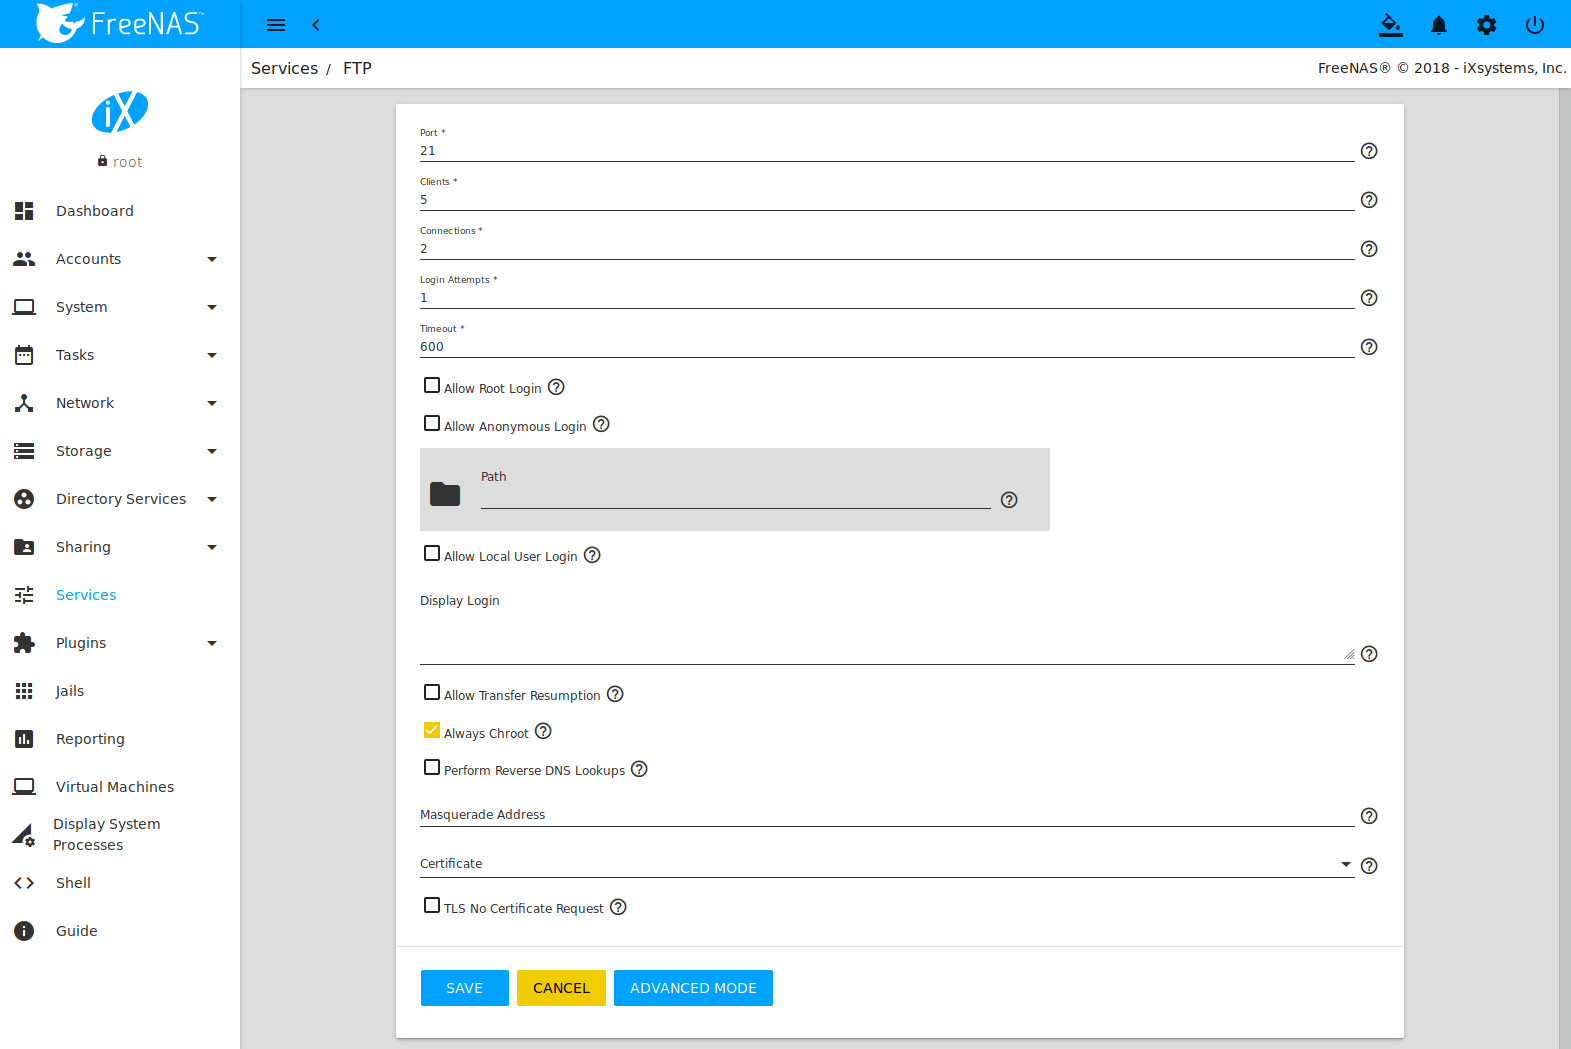 FreeNAS™
Services / FTP
FreeNAS® © 2018 - iXsystems, Inc.
iX
root
Dashboard
Accounts
System
Tasks
Network
Storage
Directory Services
Sharing
Services
Plugins
Jails
Reporting
Virtual Machines
Display System
Processes
Shell
Guide
Port *
21
Clients *
5
Connections *
2
Login Attempts *
1
Timeout *
600
Allow Root Login
Allow Anonymous Login
Path
Allow Local User Login
Display Login
Allow Transfer Resumption
Always Chroot
Perform Reverse DNS Lookups
Masquerade Address
Certificate
TLS No Certificate Request
SAVE CANCEL ADVANCED MODE